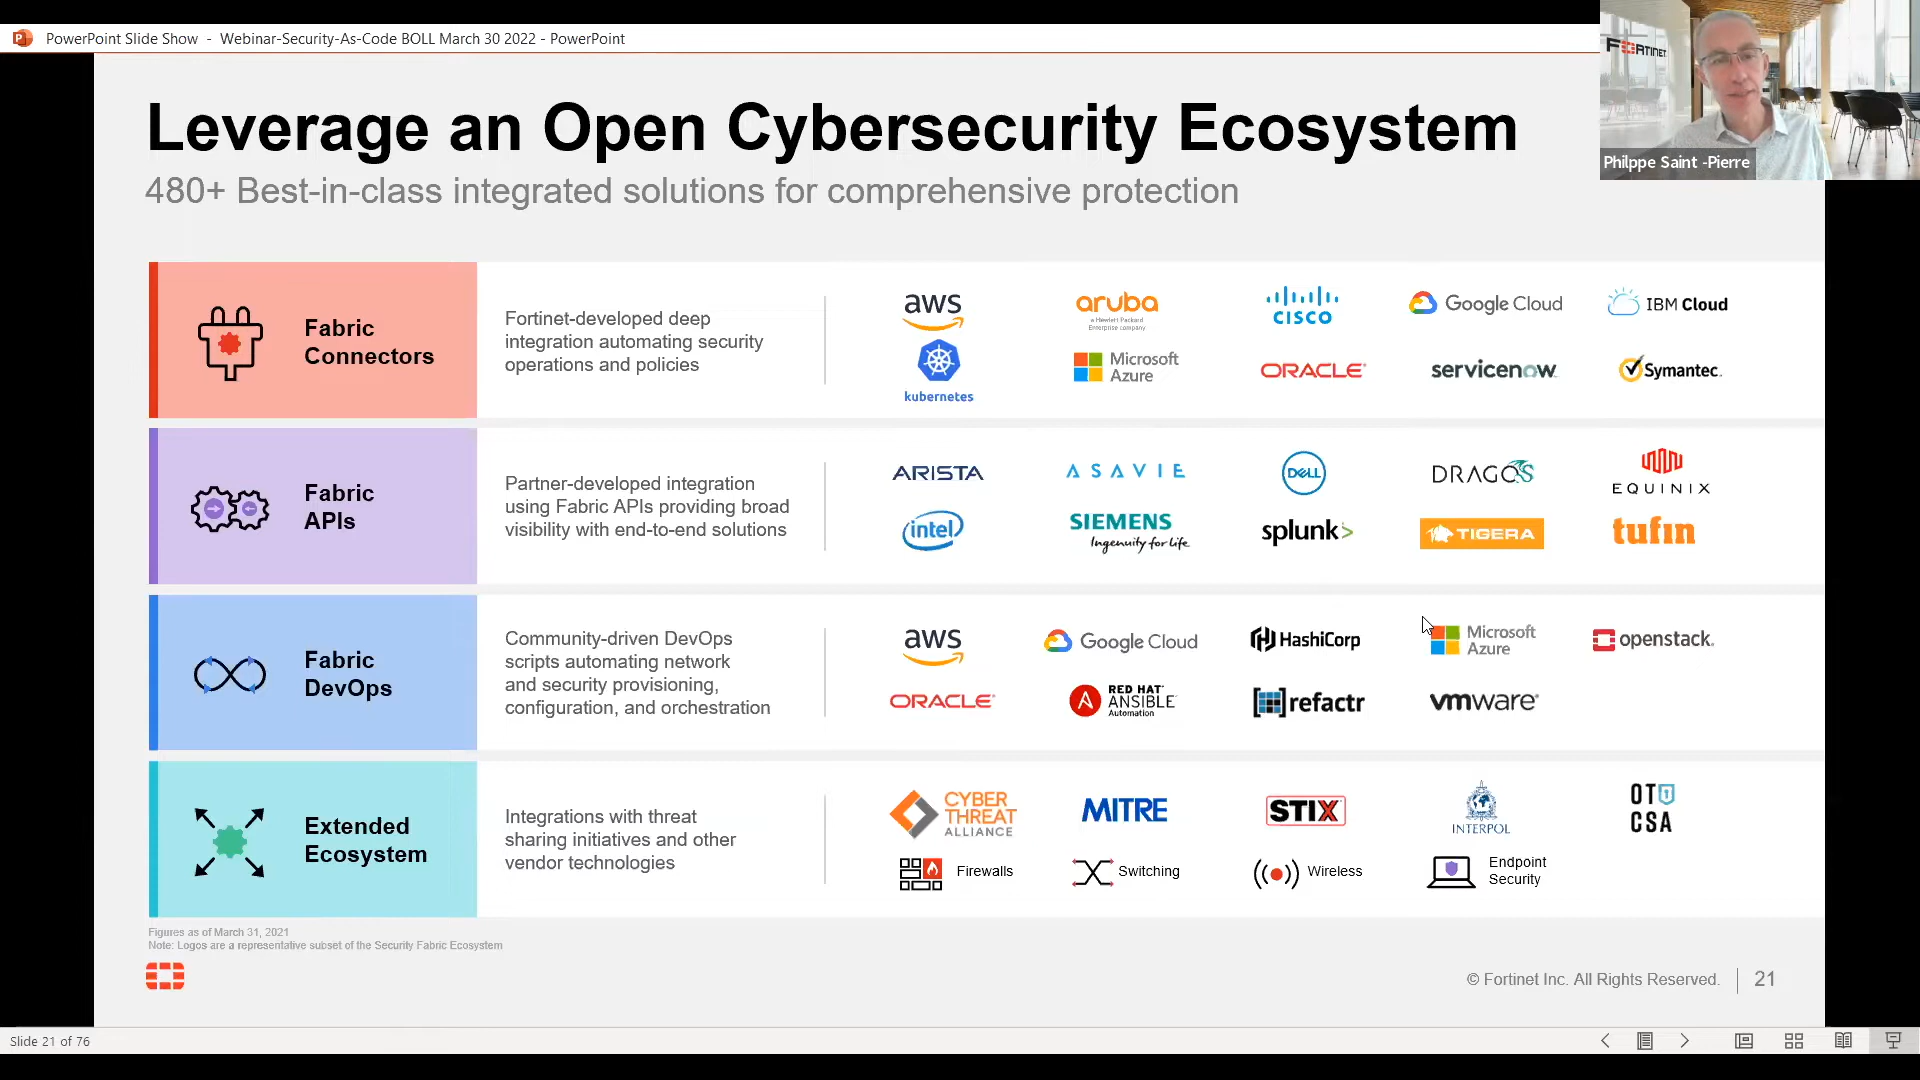 PowerPoint Slide Show - Webinar-Security-As-Code BOLL March 30 2022 - PowerPoint
FORTINET
Philppe Saint -Pierre
Leverage an Open Cybersecurity Ecosystem
480+ Best-in-class integrated solutions for comprehensive protection
Fabric
Connectors
Fortinet-developed deep
integration automating security
operations and policies
aws
aruba
a Hewlett Packard
Enterprise company
CISCO
Google Cloud
IBM Cloud
kubernetes
Microsoft
Azure
ORACLE
servicenow
Symantec.
Fabric
APIs
Partner-developed integration
using Fabric APIs providing broad
visibility with end-to-end solutions
ARISTA
ASAVIE
DELL
DRAGOS
EQUINIX
intel
SIEMENS
Ingenuity for life
splunk>
TIGERA
tufin
Fabric
DevOps
Community-driven DevOps
scripts automating network
and security provisioning,
configuration, and orchestration
aws
Google Cloud
HashiCorp
Microsoft
Azure
openstack.
ORACLE
RED HAT
ANSIBLE
Automation
refactr
vmware
Extended
Ecosystem
Integrations with threat
sharing initiatives and other
vendor technologies
CYBER
THREAT
ALLIANCE
MITRE
STIX
INTERPOL
OT
CSA
Firewalls
Switching
Wireless
Endpoint
Security
Figures as of March 31, 2021
Note: Logos are a representative subset of the Security Fabric Ecosystem
© Fortinet Inc. All Rights Reserved.
21
Slide 21 of 76